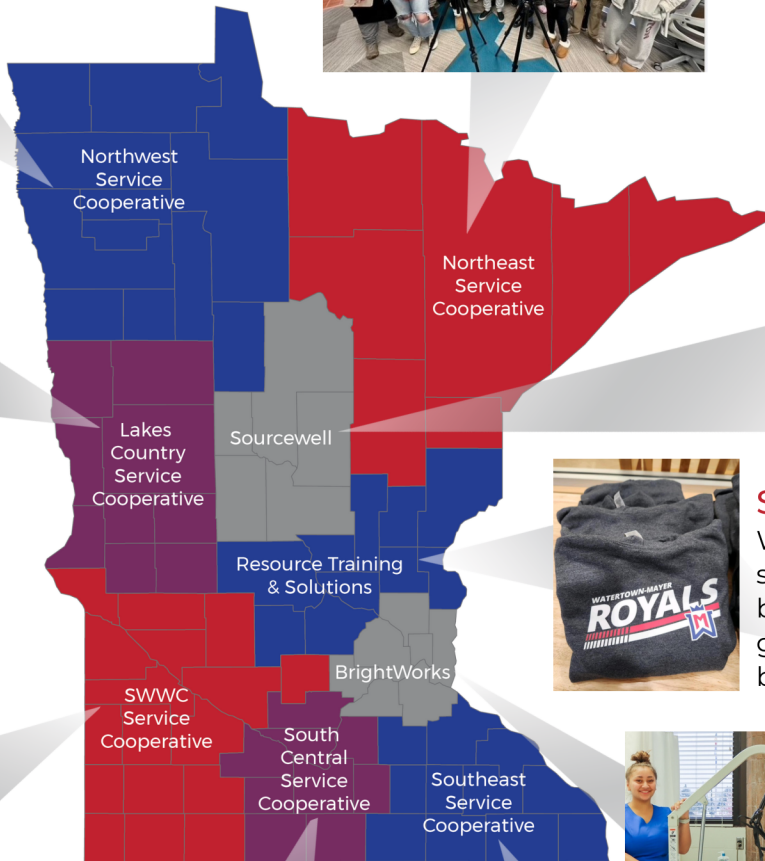 Northwest
Service
Cooperative
Northeast
Service
Cooperative
Lakes
Country
Service
Cooperative
Sourcewell
Resource Training
& Solutions
WATERTOWN-MAYER
ROYALS
M
BrightWorks
SWWC
Service
Cooperative
South
Central
Service
Cooperative
Southeast
Service
Cooperative